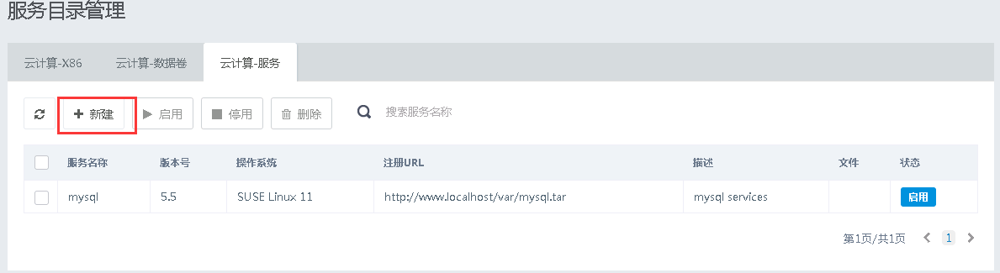 服务目录管理
云计算-X86 云计算-数据卷 云计算-服务
新建 启用 停用 删除 搜索服务名称
服务名称 版本号 操作系统 注册URL 描述 文件 状态
mysql 5.5 SUSE Linux 11 http://www.localhost/var/mysql.tar mysql services 启用
第1页/共1页 1